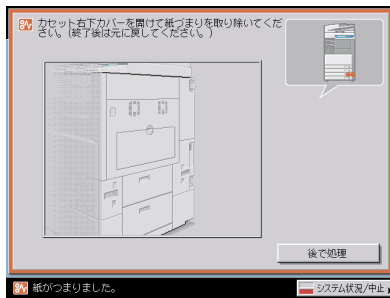 カセット右下カバーを開けて紙づまりを取り除いてくだ
さい。(終了後は元に戻してください。)
後で処理
紙がつまりました。
システム状況/中止